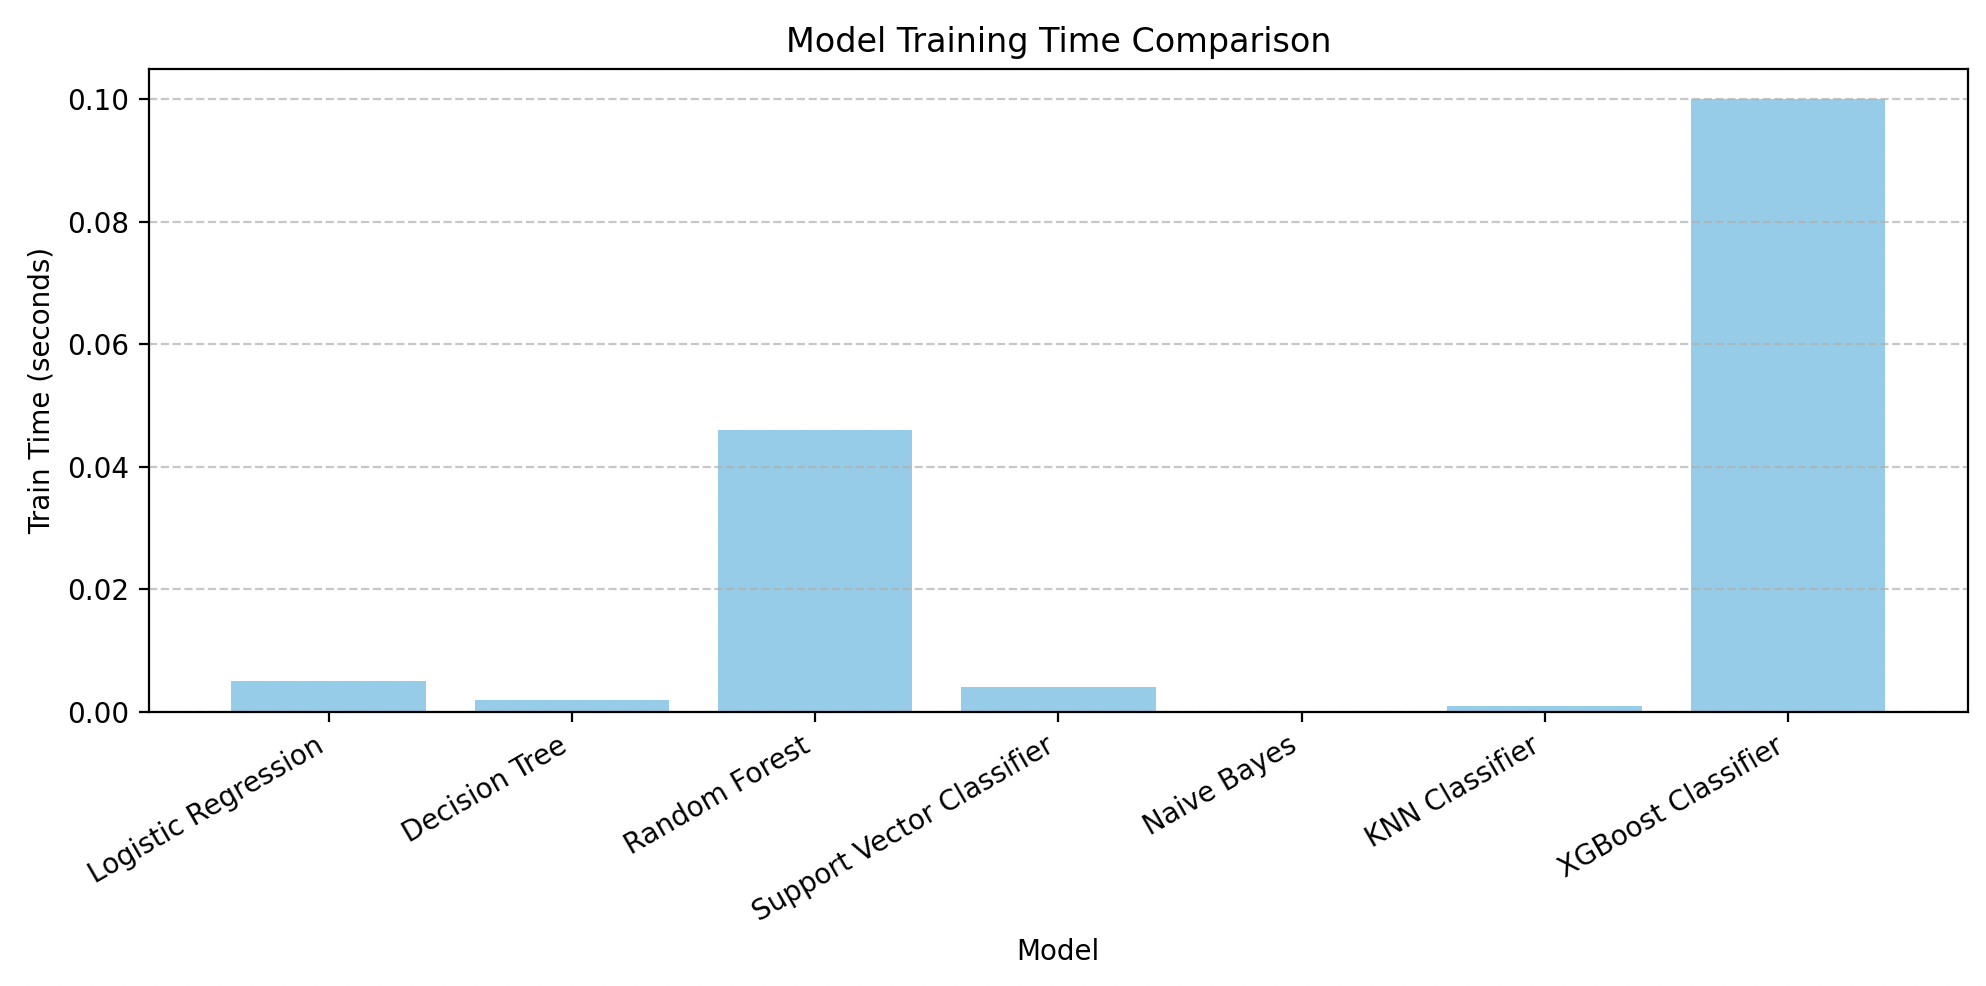 Model Training Time Comparison
Train Time (seconds)
0.10
0.08
0.06
0.04
0.02
0.00
Logistic Regression
Decision Tree
Random Forest
Support Vector Classifier
Naive Bayes
KNN Classifier
XGBoost Classifier
Model